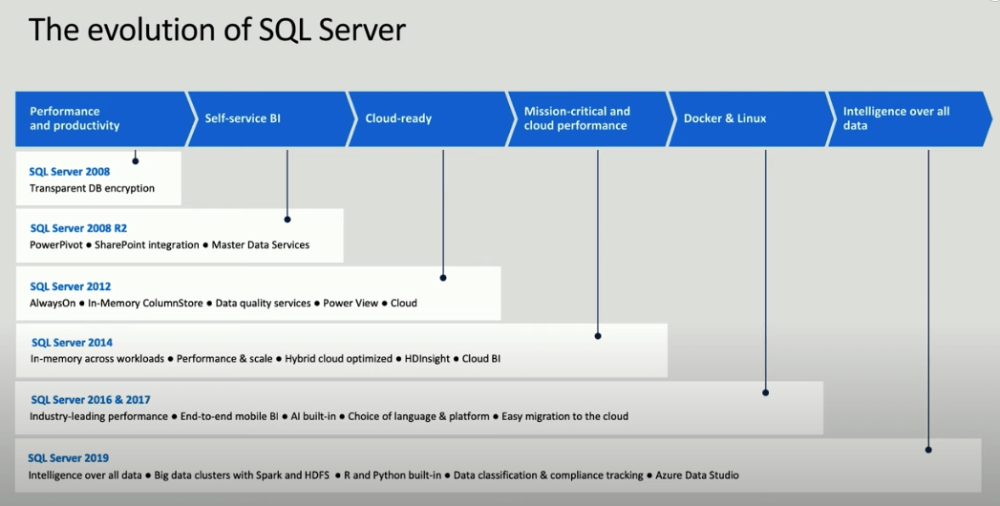 The evolution of SQL Server
Performance
and productivity
Self-service BI
Cloud-ready
Mission-critical and
cloud performance
Docker & Linux
Intelligence over all
data
SQL Server 2008
Transparent DB encryption
SQL Server 2008 R2
PowerPivot ● SharePoint integration ● Master Data Services
SQL Server 2012
AlwaysOn ● In-Memory ColumnStore ● Data quality services ● Power View ● Cloud
SQL Server 2014
In-memory across workloads ● Performance & scale ● Hybrid cloud optimized ● HDInsight ● Cloud BI
SQL Server 2016 & 2017
Industry-leading performance ● End-to-end mobile BI ● AI built-in ● Choice of language & platform ● Easy migration to the cloud
SQL Server 2019
Intelligence over all data ● Big data clusters with Spark and HDFS ● R and Python built-in ● Data classification & compliance tracking ● Azure Data Studio